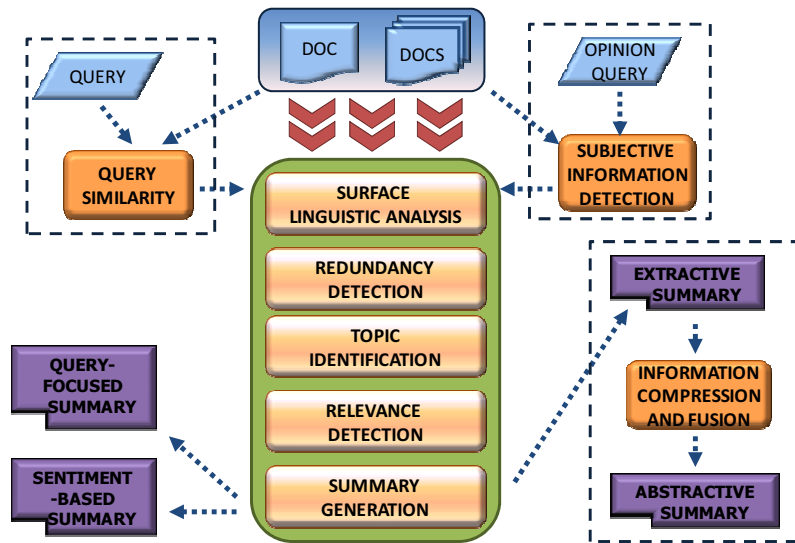 DOC
DOCS
QUERY
OPINION
QUERY
QUERY
SIMILARITY
SUBJECTIVE
INFORMATION
DETECTION
SURFACE
LINGUISTIC ANALYSIS
REDUNDANCY
DETECTION
TOPIC
IDENTIFICATION
RELEVANCE
DETECTION
SUMMARY
GENERATION
QUERY-
FOCUSED
SUMMARY
SENTIMENT
-BASED
SUMMARY
EXTRACTIVE
SUMMARY
INFORMATION
COMPRESSION
AND FUSION
ABSTRACTIVE
SUMMARY